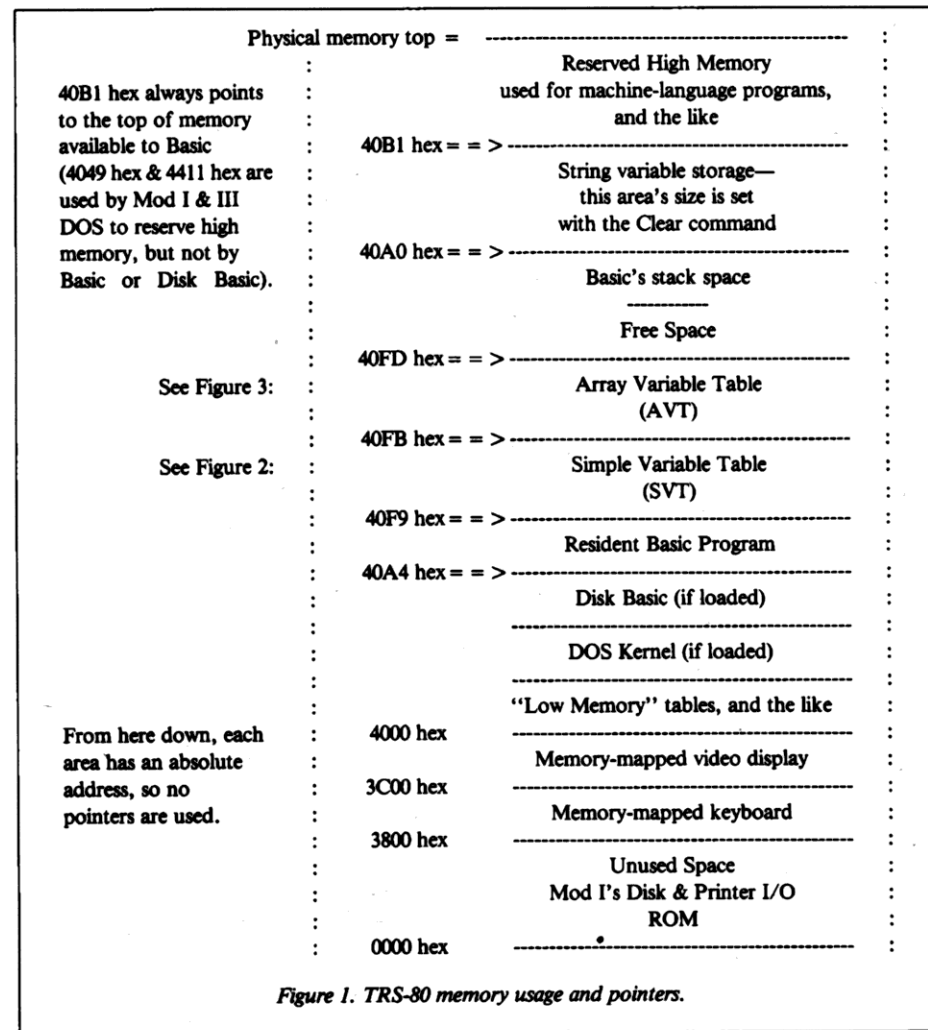 Physical memory top = ----------------------------------------------- :
: Reserved High Memory :
40B1 hex always points : used for machine-language programs, :
to the top of memory : and the like :
available to Basic : 40B1 hex = = > ------------------------------------------- :
(4049 hex & 4411 hex are : String variable storage— :
used by Mod I & III : this area's size is set :
DOS to reserve high : with the Clear command :
memory, but not by : 40A0 hex = = > ------------------------------------------- :
Basic or Disk Basic). : Basic's stack space :
: ------------ :
: Free Space :
: 40FD hex = = > ------------------------------------------- :
See Figure 3: : Array Variable Table :
: (AVT) :
: 40FB hex = = > ------------------------------------------- :
See Figure 2: : Simple Variable Table :
: (SVT) :
: 40F9 hex = = > ------------------------------------------- :
: Resident Basic Program :
: 40A4 hex = = > ------------------------------------------- :
: Disk Basic (if loaded) :
: ------------------------------------------- :
: DOS Kernel (if loaded) :
: ------------------------------------------- :
: "Low Memory" tables, and the like :
From here down, each : 4000 hex ------------------------------------------- :
area has an absolute : Memory-mapped video display :
address, so no : 3C00 hex ------------------------------------------- :
pointers are used. : Memory-mapped keyboard :
: 3800 hex ------------------------------------------- :
: Unused Space :
: Mod I's Disk & Printer I/O :
: ROM :
: 0000 hex ------------------------------------------- :
Figure 1. TRS-80 memory usage and pointers.